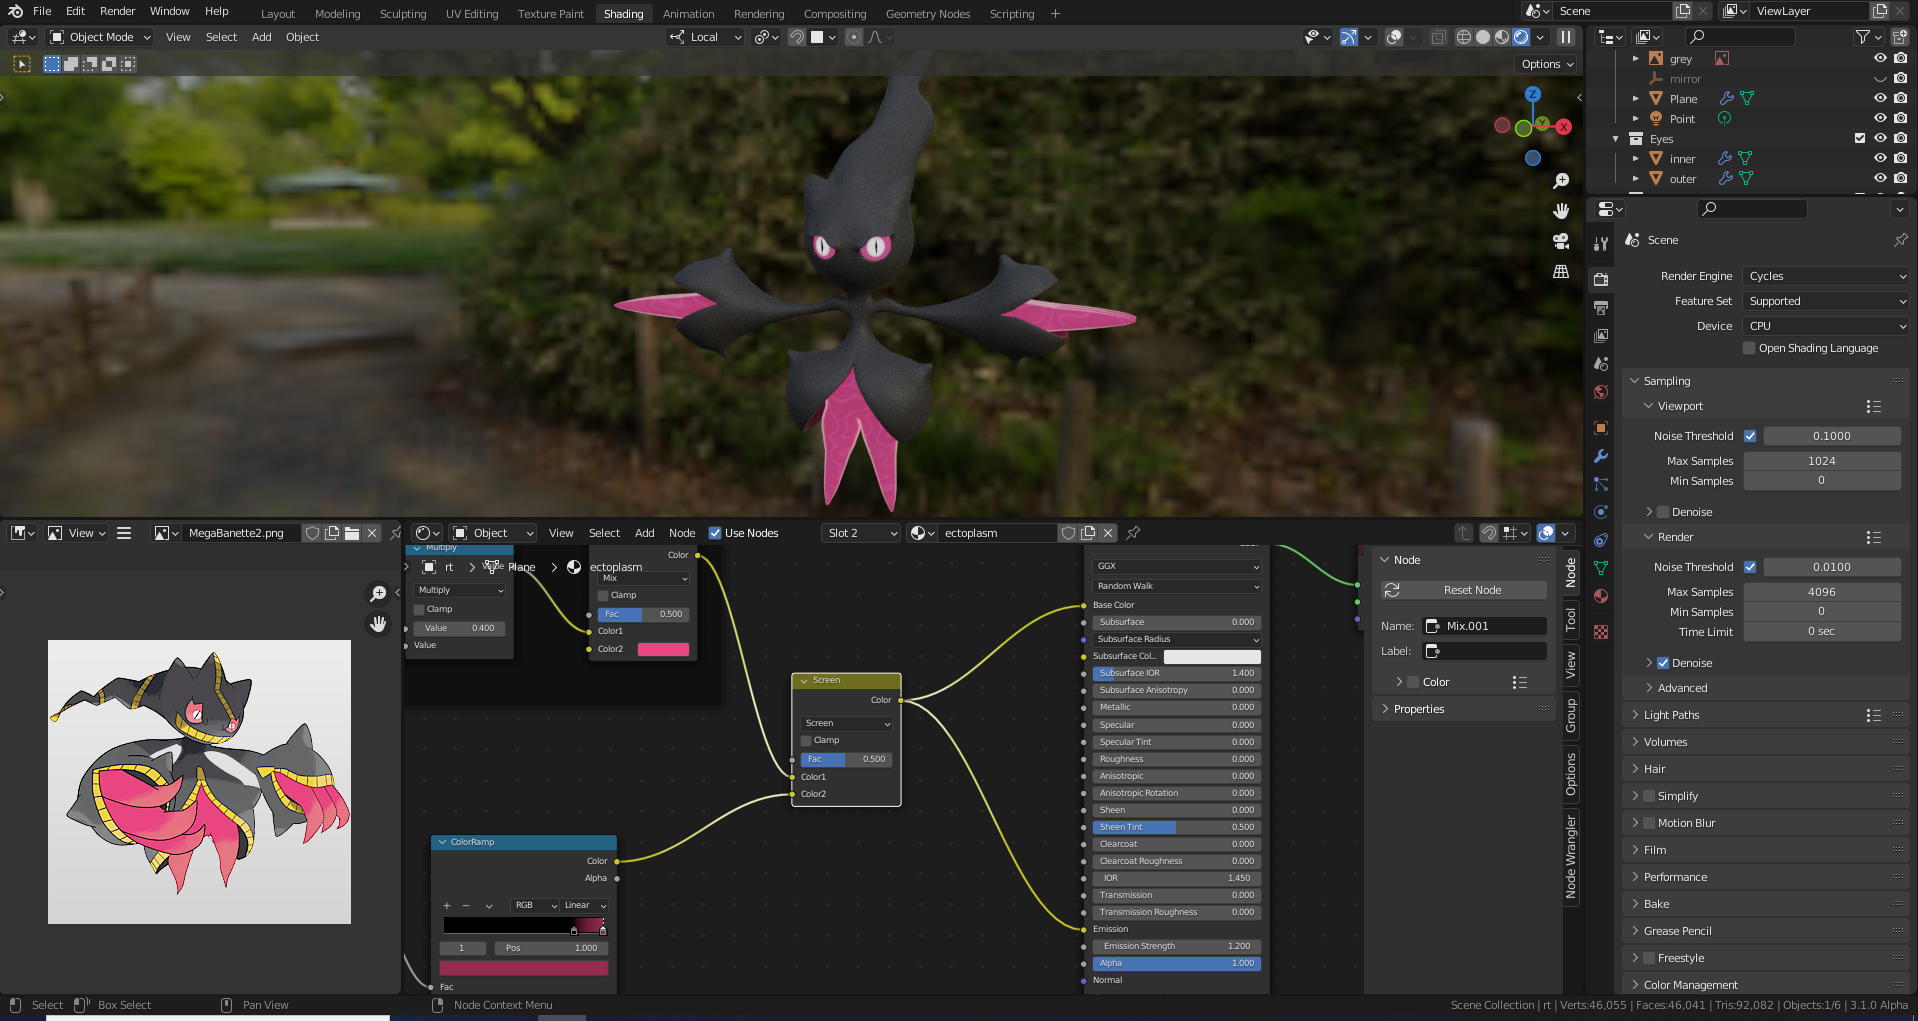 File Edit Render Window Help Layout Modeling Sculpting UV Editing Texture Paint Shading Animation Rendering Compositing Geometry Nodes Scripting + Scene ViewLayer
Object Mode View Select Add Object Local
Options
Z
Y
X
grey
mirror
Plane
Point
Eyes
inner
outer
Scene
Render Engine Cycles
Feature Set Supported
Device CPU
Open Shading Language
Sampling
Viewport
Noise Threshold 0.1000
Max Samples 1024
Min Samples 0
Denoise
Render
Noise Threshold 0.0100
Max Samples 4096
Min Samples 0
Time Limit 0 sec
Denoise
Advanced
Light Paths
Volumes
Hair
Simplify
Motion Blur
Film
Performance
Bake
Grease Pencil
Freestyle
Color Management
View MegaBanette2.png
Object View Select Add Node Use Nodes Slot 2 ectoplasm
rt Plane ectoplasm
Multiply
Value
Multiply
Clamp
Value 0.400
Value
Color
Mix
Clamp
Fac 0.500
Color1
Color2
Screen
Color
Screen
Clamp
Fac 0.500
Color1
Color2
ColorRamp
Color
Alpha
+ − RGB Linear
1 Pos 1.000
Fac
GGX
Random Walk
Base Color
Subsurface 0.000
Subsurface Radius
Subsurface Col...
Subsurface IOR 1.400
Subsurface Anisotropy 0.000
Metallic 0.000
Specular 0.000
Specular Tint 0.000
Roughness 0.000
Anisotropic 0.000
Anisotropic Rotation 0.000
Sheen 0.000
Sheen Tint 0.500
Clearcoat 0.000
Clearcoat Roughness 0.000
IOR 1.450
Transmission 0.000
Transmission Roughness 0.000
Emission
Emission Strength 1.200
Alpha 1.000
Normal
Node
Reset Node
Name: Mix.001
Label:
Color
Properties
Node
Tool
View
Group
Options
Node Wrangler
Select Box Select Pan View Node Context Menu
Scene Collection | rt | Verts:46,055 | Faces:46,041 | Tris:92,082 | Objects:1/6 | 3.1.0 Alpha